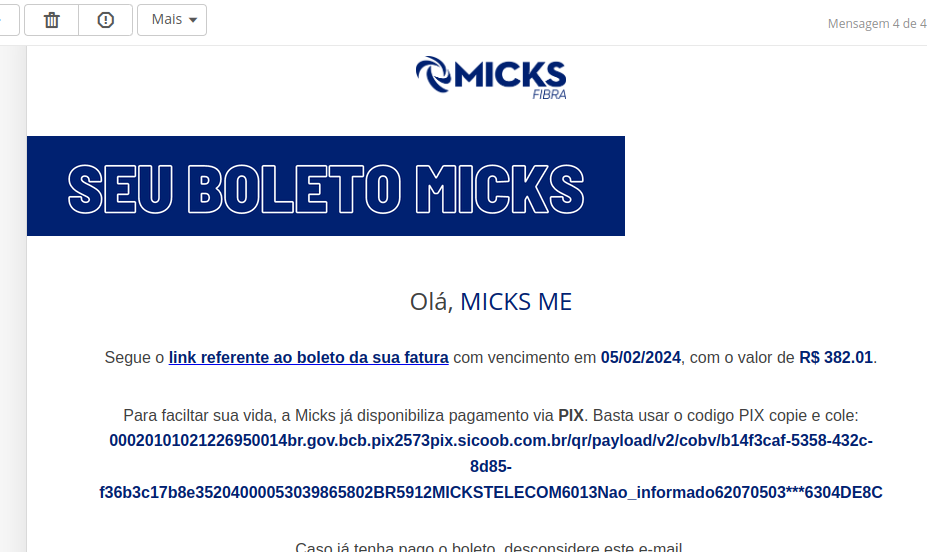 Mais
Mensagem 4 de 4
MICKS
FIBRA
SEU BOLETO MICKS
Olá, MICKS ME
Segue o link referente ao boleto da sua fatura com vencimento em 05/02/2024, com o valor de R$ 382.01.
Para faciltar sua vida, a Micks já disponibiliza pagamento via PIX. Basta usar o codigo PIX copie e cole:
00020101021226950014br.gov.bcb.pix2573pix.sicoob.com.br/qr/payload/v2/cobv/b14f3caf-5358-432c-
8d85-
f36b3c17b8e35204000053039865802BR5912MICKSTELECOM6013Nao_informado62070503***6304DE8C
Caso já tenha pago o boleto, desconsidere este e-mail